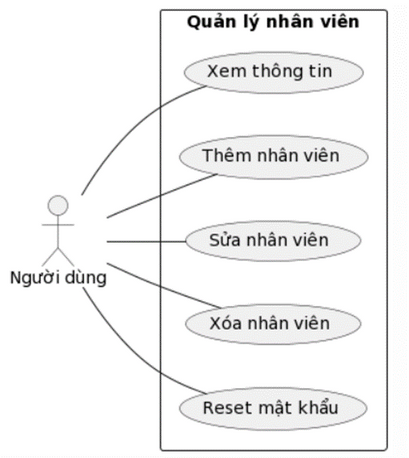 Quản lý nhân viên
Xem thông tin
Thêm nhân viên
Sửa nhân viên
Người dùng
Xóa nhân viên
Reset mật khẩu